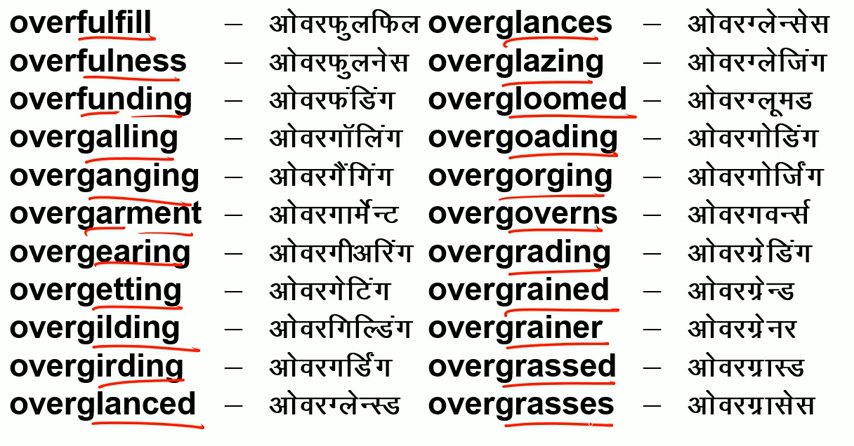 overfulfill – ओवरफुलफिल
overfulness – ओवरफुलनेस
overfunding – ओवरफंडिंग
overgalling – ओवरगॉलिंग
overganging – ओवरगैंगिंग
overgarment – ओवरगार्मेन्ट
overgearing – ओवरगीअरिंग
overgetting – ओवरगेटिंग
overgilding – ओवरगिल्डिंग
overgirding – ओवरगर्डिंग
overglanced – ओवरग्लेन्स्ड
overglances – ओवरग्लेन्सेस
overglazing – ओवरग्लेजिंग
overgloomed – ओवरग्लूमड
overgoading – ओवरगोडिंग
overgorging – ओवरगोर्जिंग
overgoverns – ओवरगवर्न्स
overgrading – ओवरग्रेडिंग
overgrained – ओवरग्रेन्ड
overgrainer – ओवरग्रेनर
overgrassed – ओवरग्रास्ड
overgrasses – ओवरग्रासेस